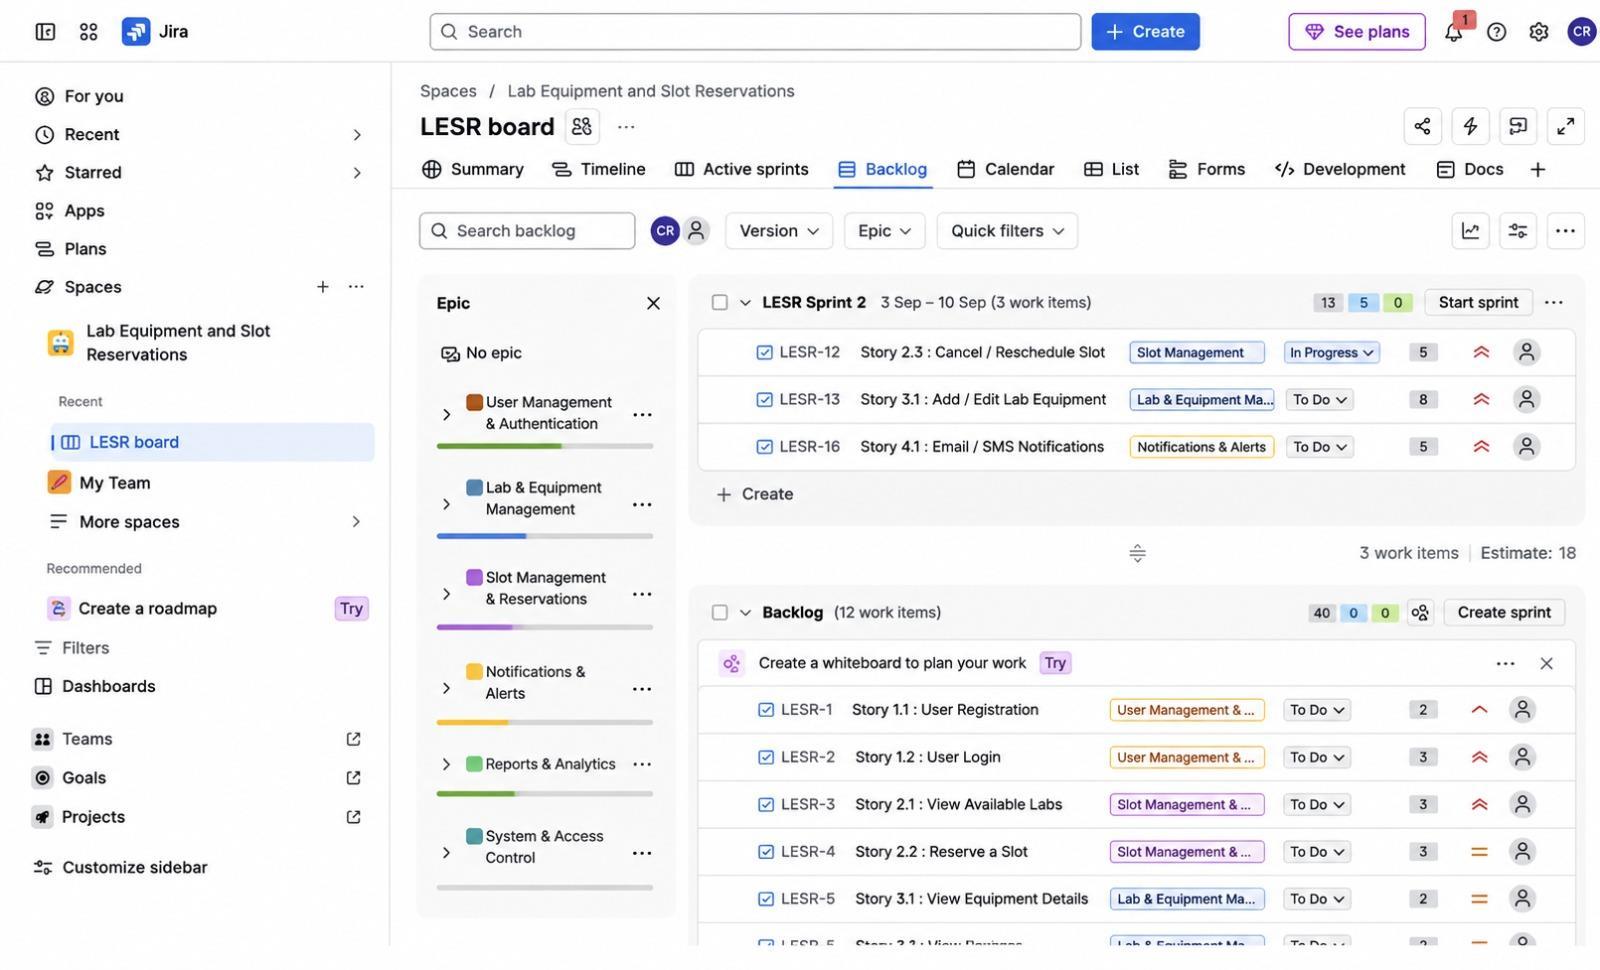 Jira
Search
Create
See plans
1
CR
For you
Recent
Starred
Apps
Plans
Spaces
Lab Equipment and Slot
Reservations
Recent
LESR board
My Team
More spaces
Recommended
Create a roadmap Try
Filters
Dashboards
Teams
Goals
Projects
Customize sidebar
Spaces / Lab Equipment and Slot Reservations
LESR board
Summary Timeline Active sprints Backlog Calendar List Forms Development Docs
Search backlog CR Version Epic Quick filters
Epic
No epic
User Management
& Authentication
Lab & Equipment
Management
Slot Management
& Reservations
Notifications &
Alerts
Reports & Analytics
System & Access
Control
LESR Sprint 2 3 Sep – 10 Sep (3 work items) 13 5 0 Start sprint
LESR-12 Story 2.3 : Cancel / Reschedule Slot Slot Management In Progress 5
LESR-13 Story 3.1 : Add / Edit Lab Equipment Lab & Equipment Ma... To Do 8
LESR-16 Story 4.1 : Email / SMS Notifications Notifications & Alerts To Do 5
Create
3 work items Estimate: 18
Backlog (12 work items) 40 0 0 Create sprint
Create a whiteboard to plan your work Try
LESR-1 Story 1.1 : User Registration User Management & ... To Do 2
LESR-2 Story 1.2 : User Login User Management & ... To Do 3
LESR-3 Story 2.1 : View Available Labs Slot Management & ... To Do 3
LESR-4 Story 2.2 : Reserve a Slot Slot Management & ... To Do 3
LESR-5 Story 3.1 : View Equipment Details Lab & Equipment Ma... To Do 2